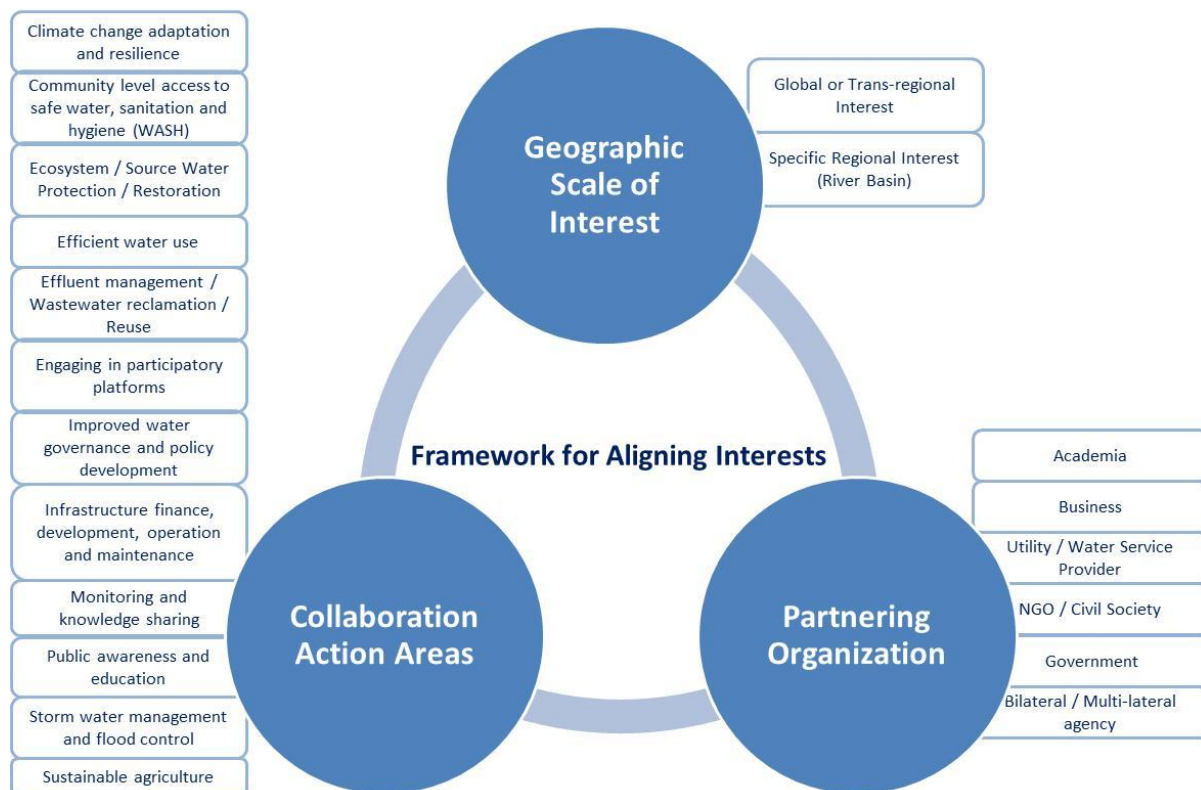 Climate change adaptation
and resilience
Community level access to
safe water, sanitation and
hygiene (WASH)
Ecosystem / Source Water
Protection / Restoration
Efficient water use
Effluent management /
Wastewater reclamation /
Reuse
Engaging in participatory
platforms
Improved water
governance and policy
development
Infrastructure finance,
development, operation
and maintenance
Monitoring and
knowledge sharing
Public awareness and
education
Storm water management
and flood control
Sustainable agriculture
Geographic
Scale of
Interest
Global or Trans-regional
Interest
Specific Regional Interest
(River Basin)
Framework for Aligning Interests
Collaboration
Action Areas
Partnering
Organization
Academia
Business
Utility / Water Service
Provider
NGO / Civil Society
Government
Bilateral / Multi-lateral
agency